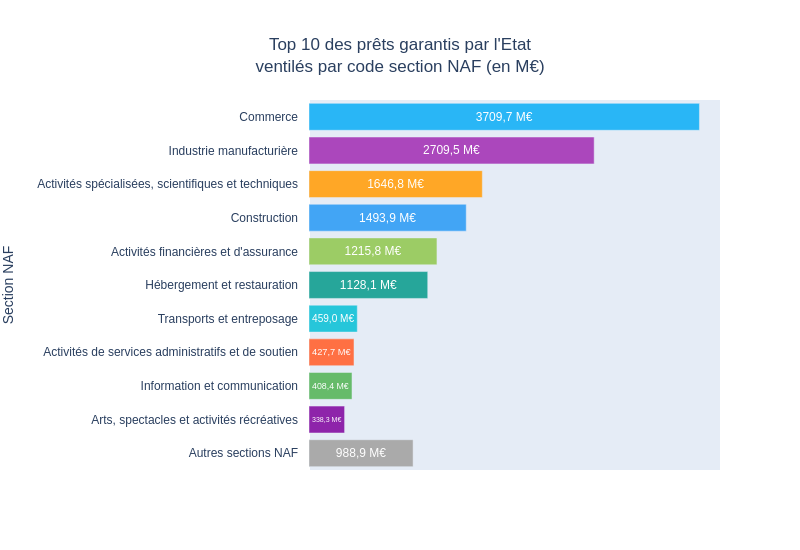 Top 10 des prêts garantis par l'Etat
ventilés par code section NAF (en M€)
Section NAF
Commerce 3709,7 M€
Industrie manufacturière 2709,5 M€
Activités spécialisées, scientifiques et techniques 1646,8 M€
Construction 1493,9 M€
Activités financières et d'assurance 1215,8 M€
Hébergement et restauration 1128,1 M€
Transports et entreposage 459,0 M€
Activités de services administratifs et de soutien 427,7 M€
Information et communication 408,4 M€
Arts, spectacles et activités récréatives 338,3 M€
Autres sections NAF 988,9 M€